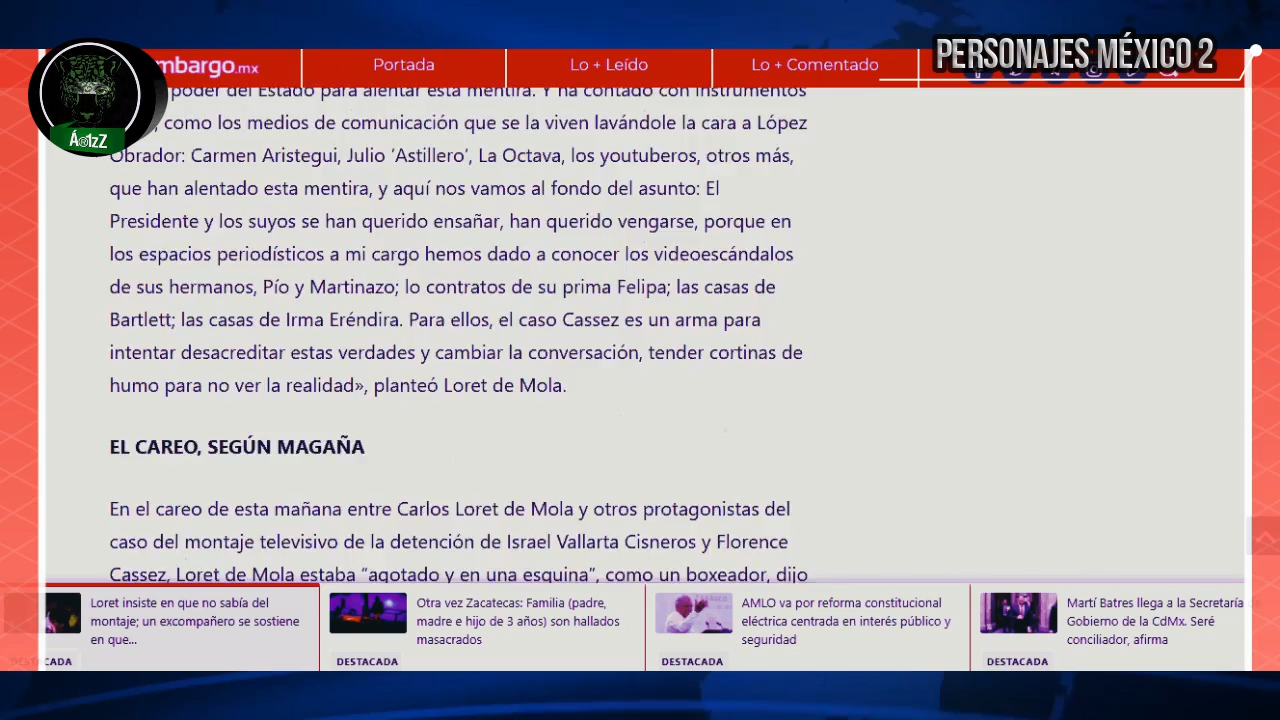 PERSONAJES MÉXICO 2
mbargo.mx
Portada
Lo + Leído
Lo + Comentado
Á®1zZ
poder del Estado para alentar esta mentira. Y ha contado con instrumentos
, como los medios de comunicación que se la viven lavándole la cara a López
Obrador: Carmen Aristegui, Julio ‘Astillero’, La Octava, los youtuberos, otros más,
que han alentado esta mentira, y aquí nos vamos al fondo del asunto: El
Presidente y los suyos se han querido ensañar, han querido vengarse, porque en
los espacios periodísticos a mi cargo hemos dado a conocer los videoescándalos
de sus hermanos, Pío y Martinazo; lo contratos de su prima Felipa; las casas de
Bartlett; las casas de Irma Eréndira. Para ellos, el caso Cassez es un arma para
intentar desacreditar estas verdades y cambiar la conversación, tender cortinas de
humo para no ver la realidad», planteó Loret de Mola.
EL CAREO, SEGÚN MAGAÑA
En el careo de esta mañana entre Carlos Loret de Mola y otros protagonistas del
caso del montaje televisivo de la detención de Israel Vallarta Cisneros y Florence
Cassez, Loret de Mola estaba “agotado y en una esquina”, como un boxeador, dijo
Loret insiste en que no sabía del
montaje; un excompañero se sostiene
en que...
DESTACADA
Otra vez Zacatecas: Familia (padre,
madre e hijo de 3 años) son hallados
masacrados
DESTACADA
AMLO va por reforma constitucional
eléctrica centrada en interés público y
seguridad
DESTACADA
Martí Batres llega a la Secretaría de
Gobierno de la CdMx. Seré
conciliador, afirma
DESTACADA